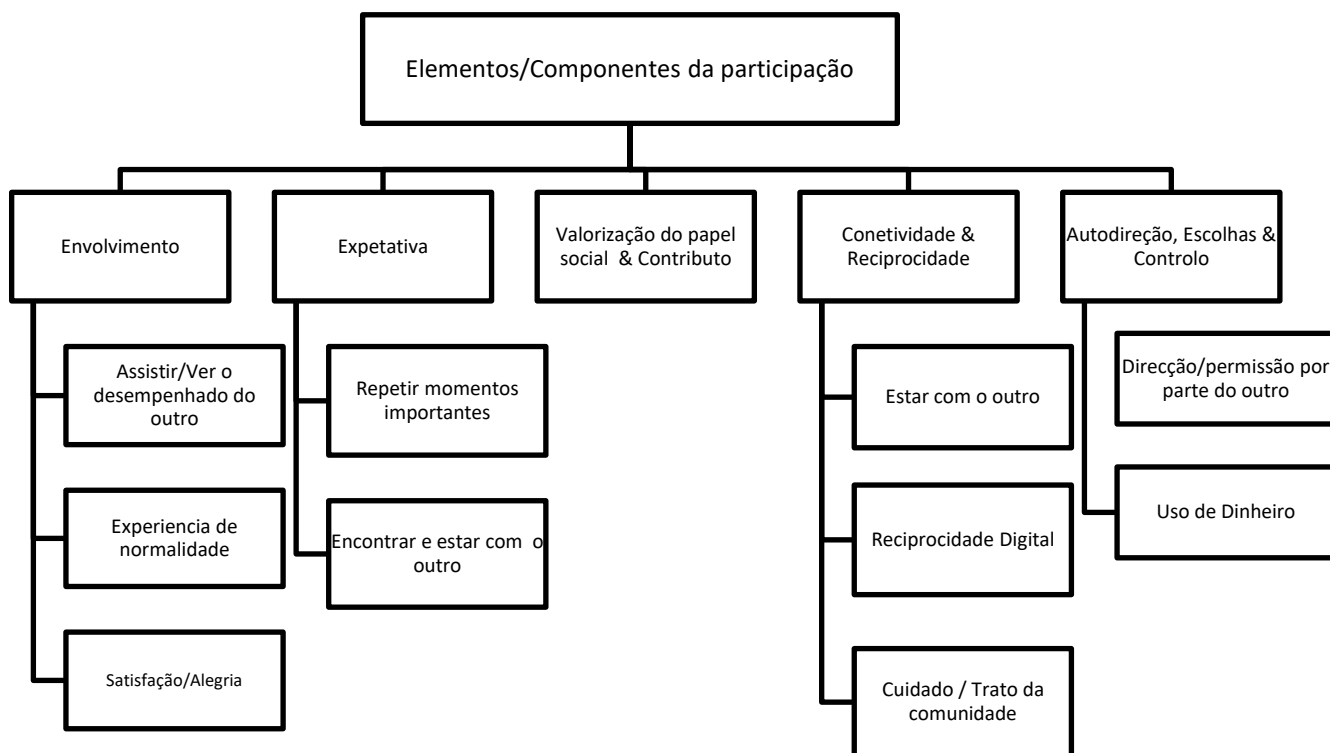 Elementos/Componentes da participação
Envolvimento
Expetativa
Valorização do papel
social & Contributo
Conetividade &
Reciprocidade
Autodireção, Escolhas &
Controlo
Assistir/Ver o
desempenhado do
outro
Experiencia de
normalidade
Satisfação/Alegria
Repetir momentos
importantes
Encontrar e estar com o
outro
Estar com o outro
Reciprocidade Digital
Cuidado / Trato da
comunidade
Direcção/permissão por
parte do outro
Uso de Dinheiro